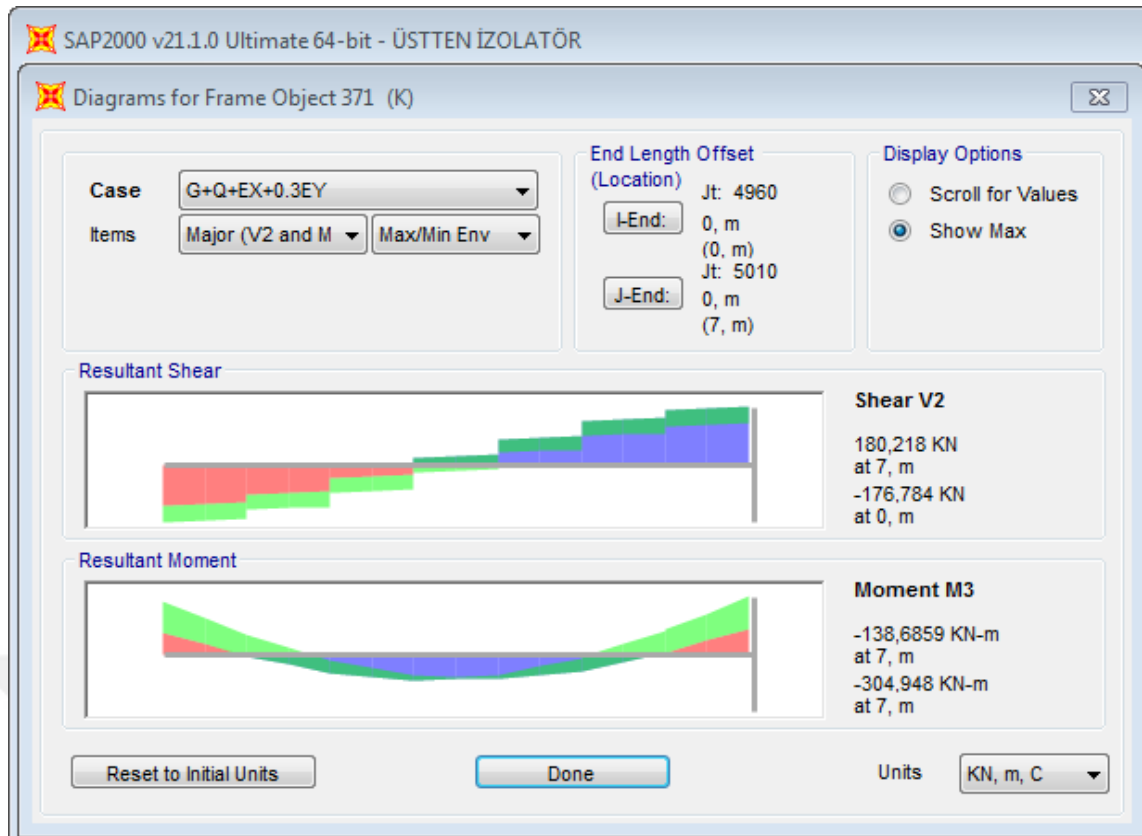 SAP2000 v21.1.0 Ultimate 64-bit - ÜSTTEN İZOLATÖR
Diagrams for Frame Object 371 (K)
Case
G+Q+EX+0.3EY
Items
Major (V2 and M
Max/Min Env
End Length Offset
(Location)
I-End:
Jt: 4960
0, m
(0, m)
J-End:
Jt: 5010
0, m
(7, m)
Display Options
Scroll for Values
Show Max
Resultant Shear
Shear V2
180,218 KN
at 7, m
-176,784 KN
at 0, m
Resultant Moment
Moment M3
-138,6859 KN-m
at 7, m
-304,948 KN-m
at 7, m
Reset to Initial Units
Done
Units
KN, m, C